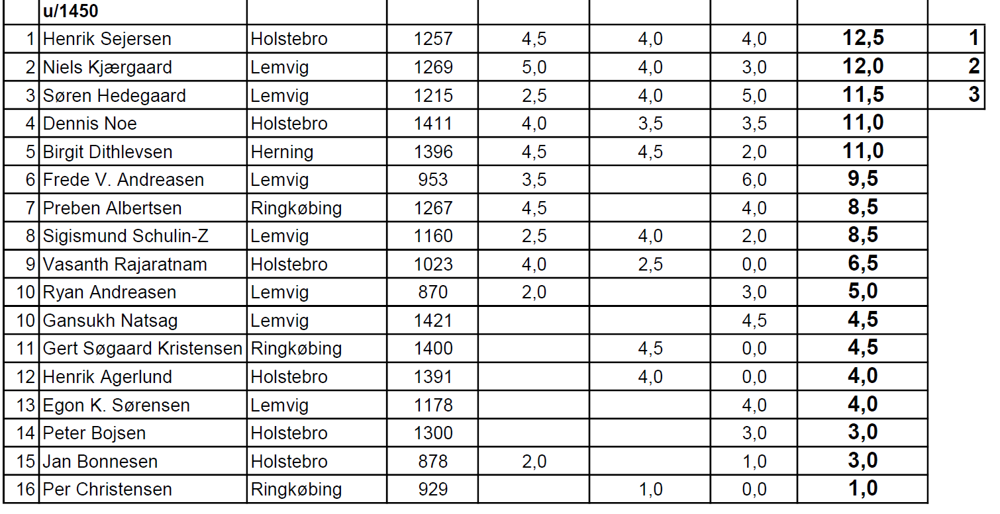 u/1450
1 Henrik Sejersen Holstebro 1257 4,5 4,0 4,0 12,5 1
2 Niels Kjærgaard Lemvig 1269 5,0 4,0 3,0 12,0 2
3 Søren Hedegaard Lemvig 1215 2,5 4,0 5,0 11,5 3
4 Dennis Noe Holstebro 1411 4,0 3,5 3,5 11,0
5 Birgit Dithlevsen Herning 1396 4,5 4,5 2,0 11,0
6 Frede V. Andreasen Lemvig 953 3,5 6,0 9,5
7 Preben Albertsen Ringkøbing 1267 4,5 4,0 8,5
8 Sigismund Schulin-Z Lemvig 1160 2,5 4,0 2,0 8,5
9 Vasanth Rajaratnam Holstebro 1023 4,0 2,5 0,0 6,5
10 Ryan Andreasen Lemvig 870 2,0 3,0 5,0
10 Gansukh Natsag Lemvig 1421 4,5 4,5
11 Gert Søgaard Kristensen Ringkøbing 1400 4,5 0,0 4,5
12 Henrik Agerlund Holstebro 1391 4,0 0,0 4,0
13 Egon K. Sørensen Lemvig 1178 4,0 4,0
14 Peter Bojsen Holstebro 1300 3,0 3,0
15 Jan Bonnesen Holstebro 878 2,0 1,0 3,0
16 Per Christensen Ringkøbing 929 1,0 0,0 1,0